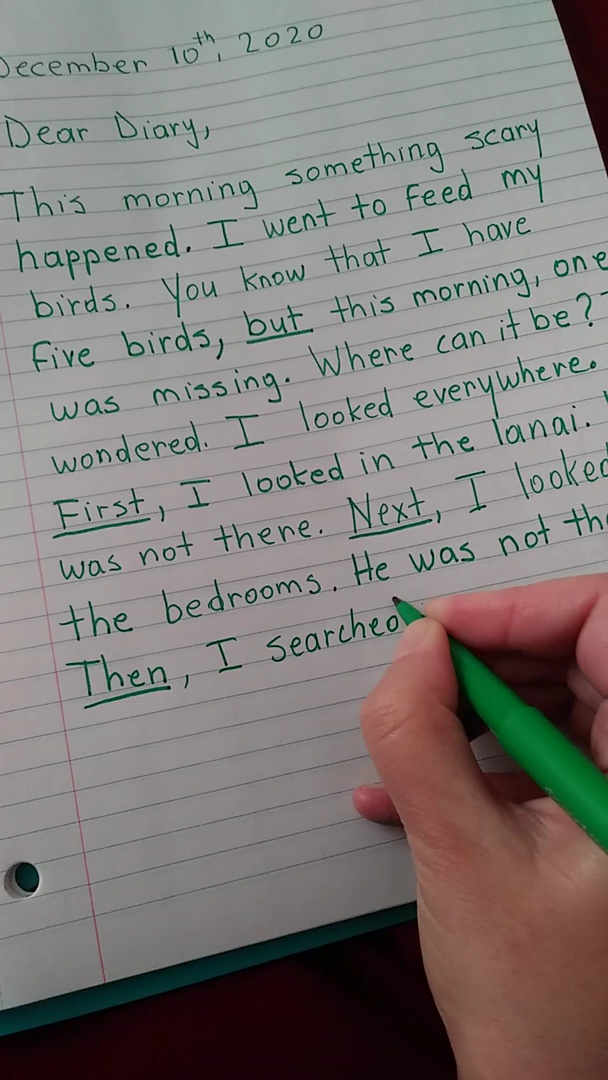 December 10th, 2020
Dear Diary,
This morning something scary
happened. I went to feed my
birds. You know that I have
five birds, but this morning, one
was missing. Where can it be? I
wondered. I looked everywhere.
First, I looked in the lanai.
was not there. Next, I looked
the bedrooms. He was not
Then, I searched